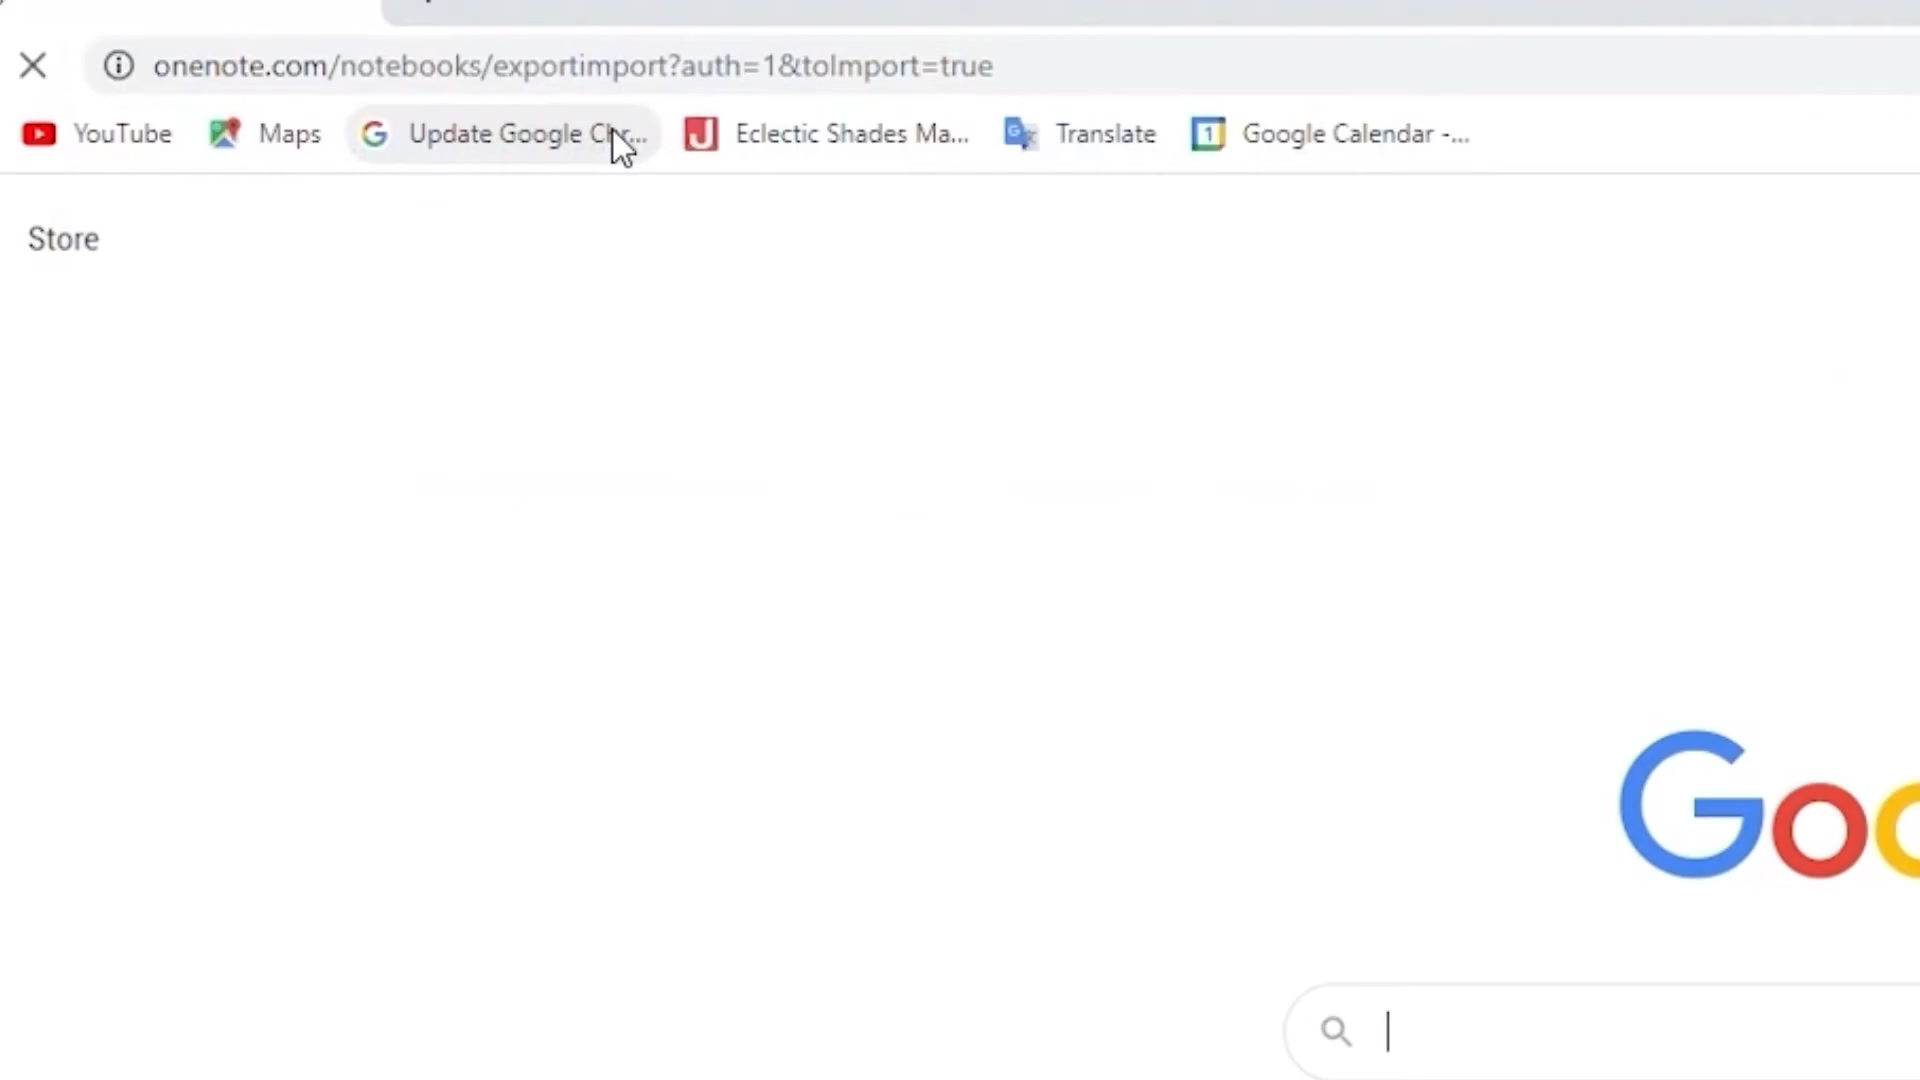 onenote.com/notebooks/exportimport?auth=1&toImport=true
YouTube Maps Update Google Chr... Eclectic Shades Ma... Translate Google Calendar -...
Store
Goo